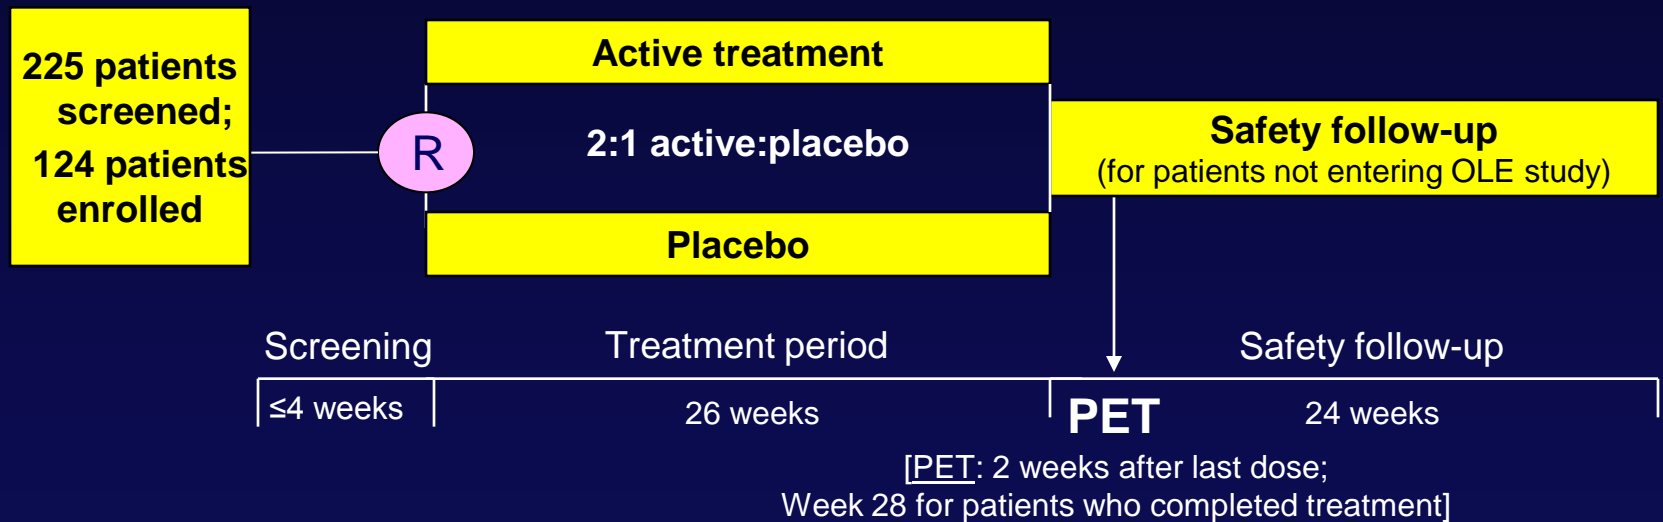 225 patients
screened;
124 patients
enrolled
R
Active treatment
2:1 active:placebo
Placebo
Safety follow-up
(for patients not entering OLE study)
Screening
Treatment period
Safety follow-up
≤4 weeks
26 weeks
PET
24 weeks
[PET: 2 weeks after last dose;
Week 28 for patients who completed treatment]